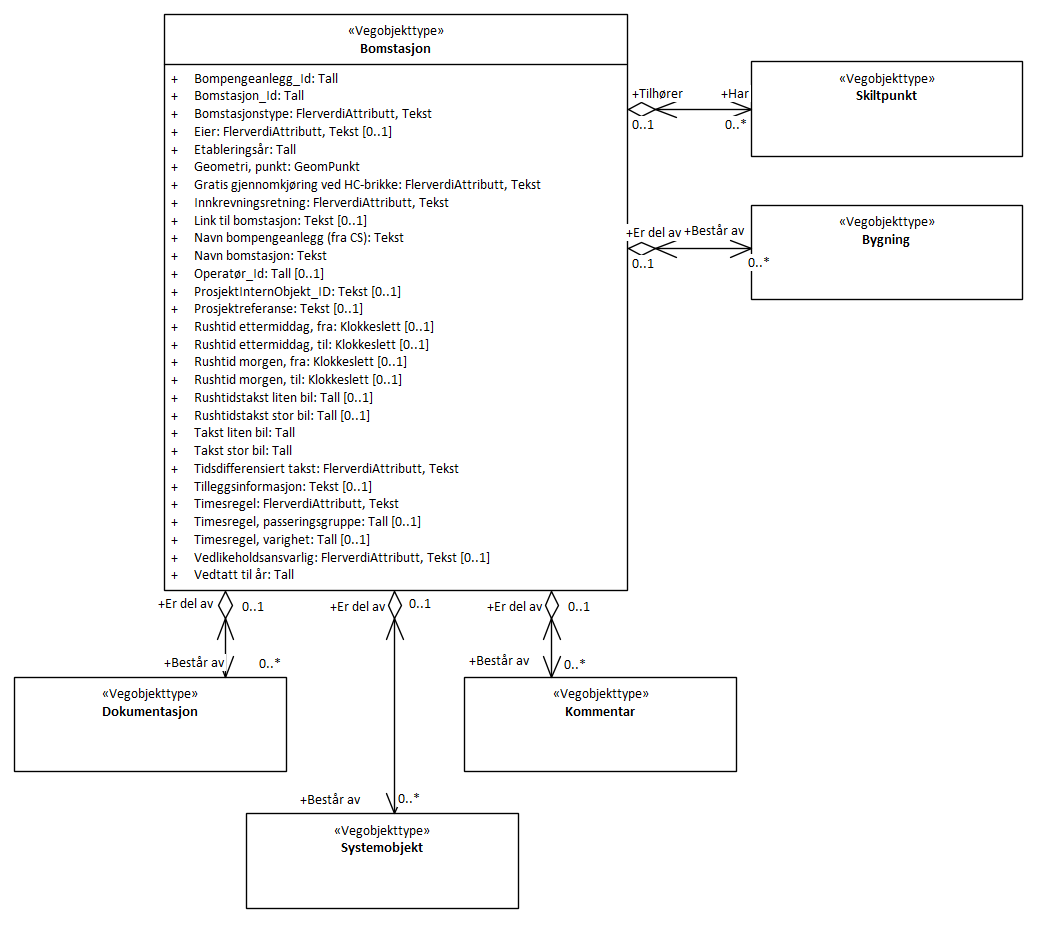 «Vegobjekttype»
Bomstasjon
+ Bompengeanlegg_Id: Tall
+ Bomstasjon_Id: Tall
+ Bomstasjonstype: FlerverdiAttributt, Tekst
+ Eier: FlerverdiAttributt, Tekst [0..1]
+ Etableringsår: Tall
+ Geometri, punkt: GeomPunkt
+ Gratis gjennomkjøring ved HC-brikke: FlerverdiAttributt, Tekst
+ Innkrevningsretning: FlerverdiAttributt, Tekst
+ Link til bomstasjon: Tekst [0..1]
+ Navn bompengeanlegg (fra CS): Tekst
+ Navn bomstasjon: Tekst
+ Operatør_Id: Tall [0..1]
+ ProsjektInternObjekt_ID: Tekst [0..1]
+ Prosjektreferanse: Tekst [0..1]
+ Rushtid ettermiddag, fra: Klokkeslett [0..1]
+ Rushtid ettermiddag, til: Klokkeslett [0..1]
+ Rushtid morgen, fra: Klokkeslett [0..1]
+ Rushtid morgen, til: Klokkeslett [0..1]
+ Rushtidstakst liten bil: Tall [0..1]
+ Rushtidstakst stor bil: Tall [0..1]
+ Takst liten bil: Tall
+ Takst stor bil: Tall
+ Tidsdifferensiert takst: FlerverdiAttributt, Tekst
+ Tilleggsinformasjon: Tekst [0..1]
+ Timesregel: FlerverdiAttributt, Tekst
+ Timesregel, passeringsgruppe: Tall [0..1]
+ Timesregel, varighet: Tall [0..1]
+ Vedlikeholdsansvarlig: FlerverdiAttributt, Tekst [0..1]
+ Vedtatt til år: Tall
+Tilhører +Har
0..1 0..*
«Vegobjekttype»
Skiltpunkt
+Er del av +Består av
0..1 0..*
«Vegobjekttype»
Bygning
+Er del av 0..1
+Består av 0..*
«Vegobjekttype»
Dokumentasjon
+Er del av 0..1
+Består av 0..*
«Vegobjekttype»
Systemobjekt
+Er del av 0..1
+Består av 0..*
«Vegobjekttype»
Kommentar